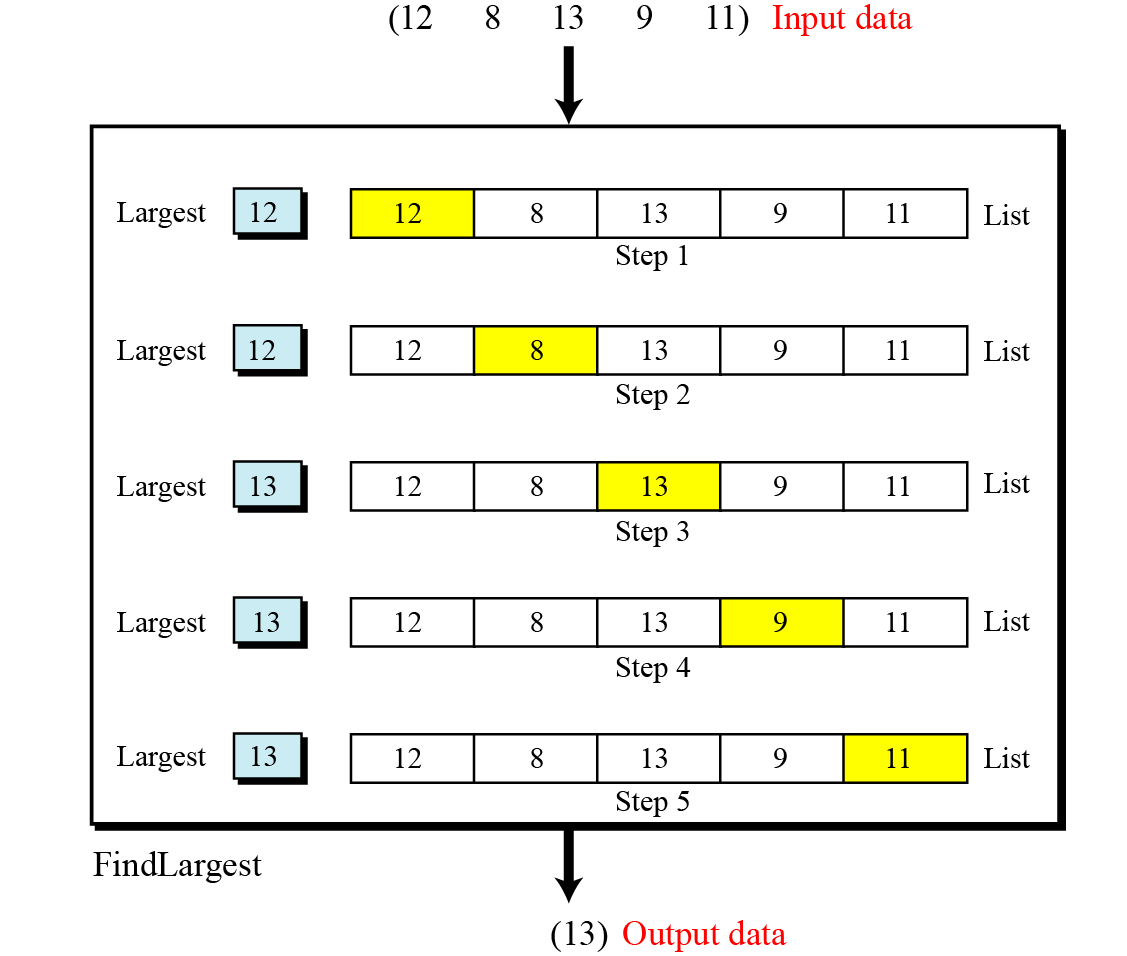 (12 8 13 9 11) Input data
Largest 12 12 8 13 9 11 List
Step 1
Largest 12 12 8 13 9 11 List
Step 2
Largest 13 12 8 13 9 11 List
Step 3
Largest 13 12 8 13 9 11 List
Step 4
Largest 13 12 8 13 9 11 List
Step 5
FindLargest
(13) Output data